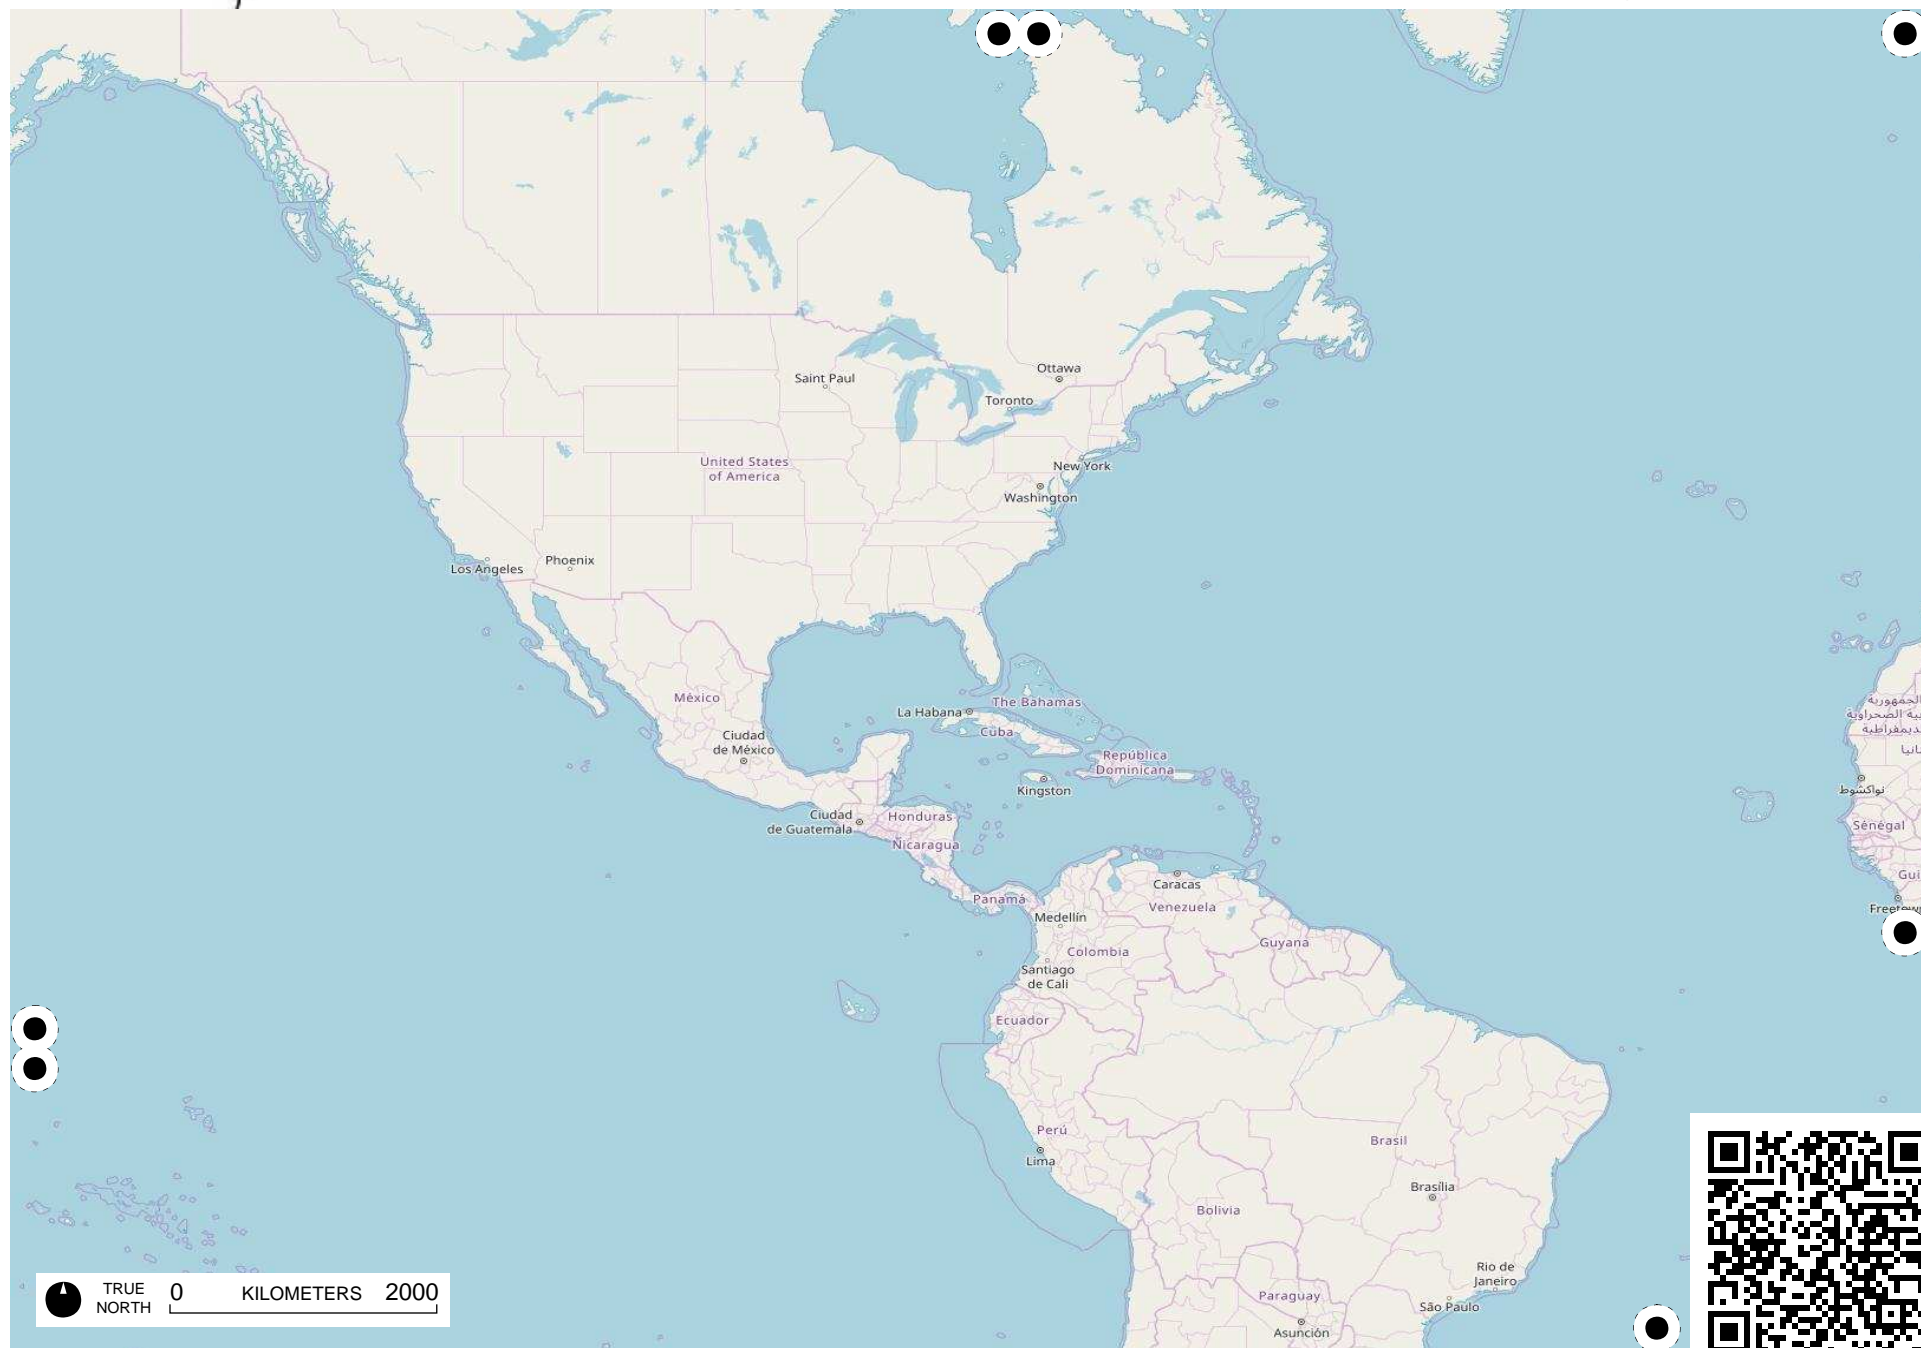 Ottawa
Saint Paul
Toronto
United States
of America
New York
Washington
Phoenix
Los Angeles
México
La Habana
The Bahamas
Cuba
Ciudad
de México
República
Dominicana
Kingston
نواكشوط
Ciudad
de Guatemala
Honduras
Nicaragua
Sénégal
Gui
Caracas
Panamá
Venezuela
Medellín
Colombia
Guyana
Santiago
de Cali
Ecuador
Perú
Brasil
Lima
Brasília
Bolivia
Rio de
Janeiro
Paraguay
São Paulo
Asunción
TRUE
NORTH
0 KILOMETERS 2000